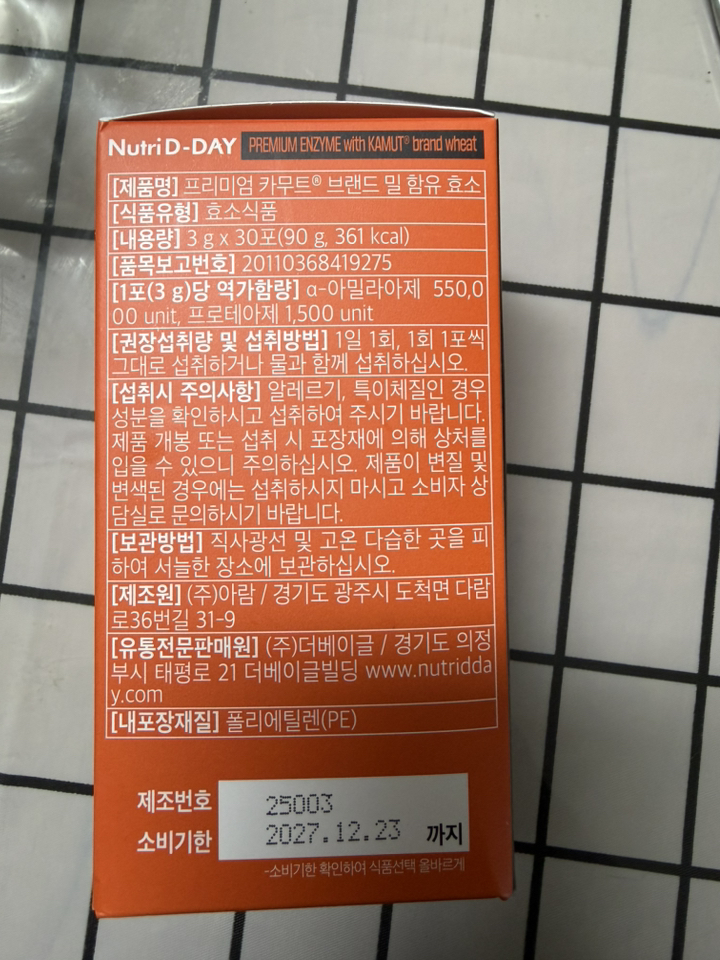 Nutri D-DAY PREMIUM ENZYME with KAMUT® brand wheat
[제품명] 프리미엄 카무트® 브랜드 밀 함유 효소
[식품유형] 효소식품
[내용량] 3 g x 30포(90 g, 361 kcal)
[품목보고번호] 20110368419275
[1포(3 g)당 역가함량] α-아밀라아제 550,0
00 unit, 프로테아제 1,500 unit
[권장섭취량 및 섭취방법] 1일 1회, 1회 1포씩
그대로 섭취하거나 물과 함께 섭취하십시오.
[섭취시 주의사항] 알레르기, 특이체질인 경우
성분을 확인하시고 섭취하여 주시기 바랍니다.
제품 개봉 또는 섭취 시 포장재에 의해 상처를
입을 수 있으니 주의하십시오. 제품이 변질 및
변색된 경우에는 섭취하시지 마시고 소비자 상
담실로 문의하시기 바랍니다.
[보관방법] 직사광선 및 고온 다습한 곳을 피
하여 서늘한 장소에 보관하십시오.
[제조원] (주)아람 / 경기도 광주시 도척면 다람
로36번길 31-9
[유통전문판매원] (주)더베이글 / 경기도 의정
부시 태평로 21 더베이글빌딩 www.nutridda
y.com
[내포장재질] 폴리에틸렌(PE)
제조번호 25003
소비기한 2027.12.23 까지
-소비기한 확인하여 식품선택 올바르게